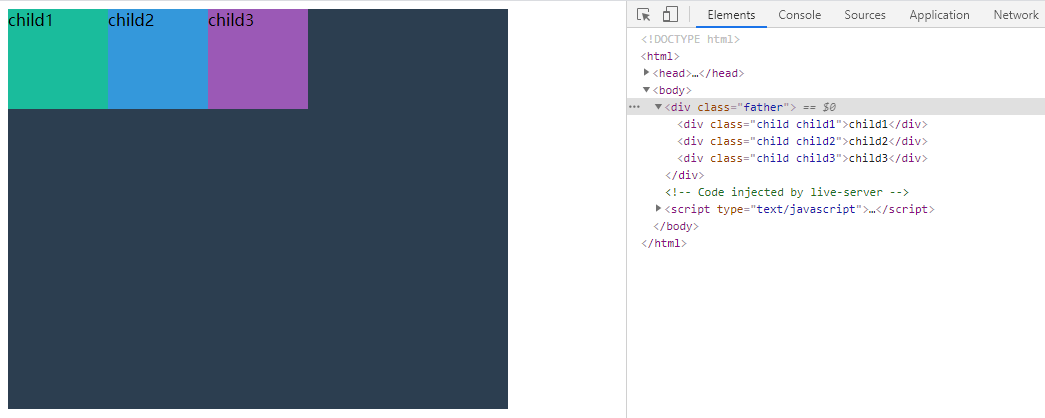 child1 child2 child3
Elements Console Sources Application Network
<!DOCTYPE html>
<html>
<head>…</head>
<body>
<div class="father"> == $0
<div class="child child1">child1</div>
<div class="child child2">child2</div>
<div class="child child3">child3</div>
</div>
<!-- Code injected by live-server -->
<script type="text/javascript">…</script>
</body>
</html>